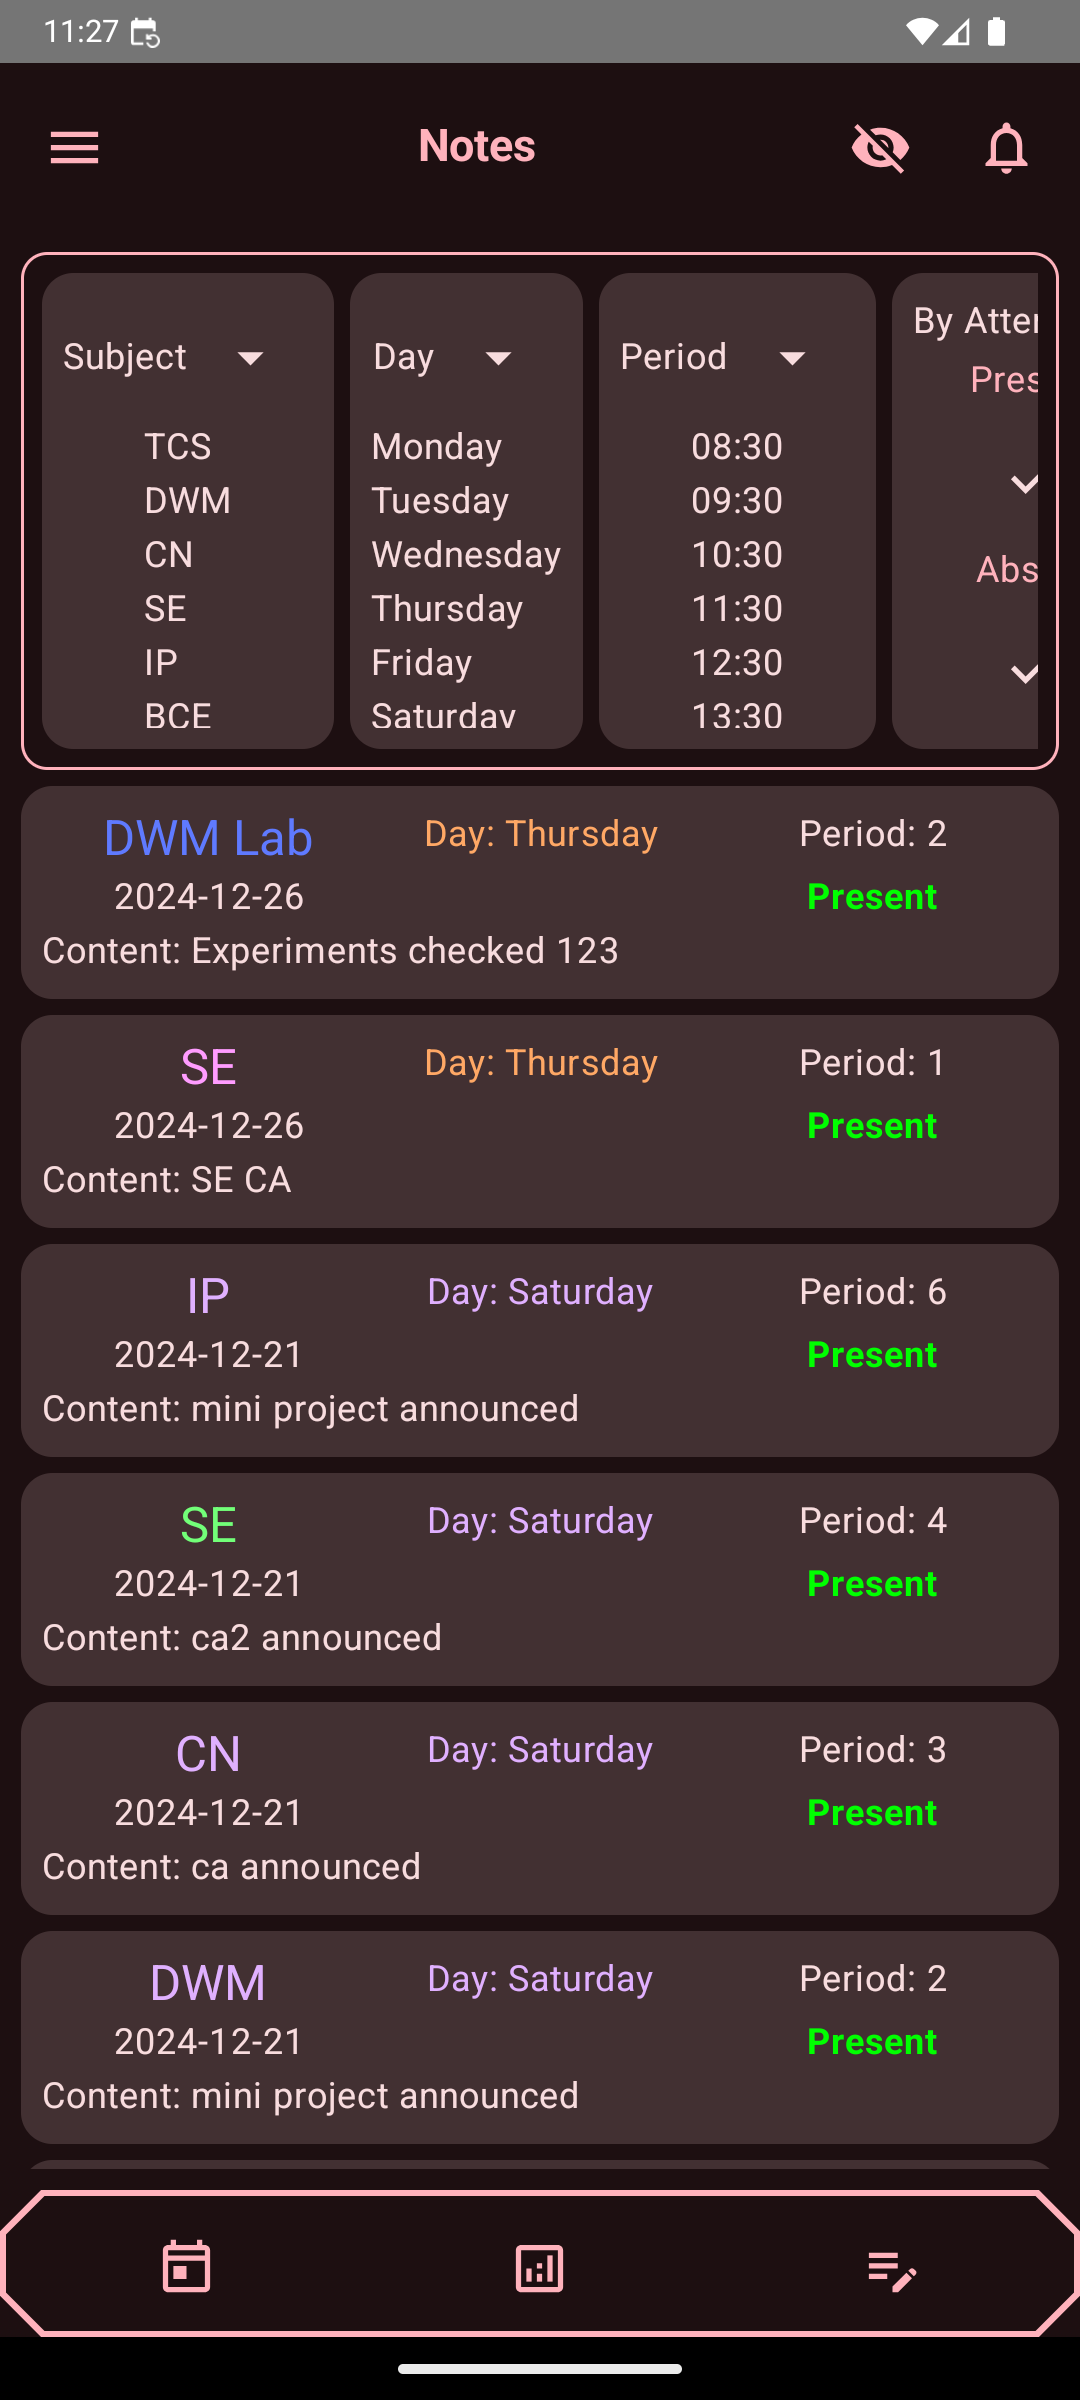 11:27
Notes
Subject
TCS
DWM
CN
SE
IP
BCE
Day
Monday
Tuesday
Wednesday
Thursday
Friday
Saturday
Period
08:30
09:30
10:30
11:30
12:30
13:30
By Atter
Pres
Abs
DWM Lab Day: Thursday Period: 2
2024-12-26 Present
Content: Experiments checked 123
SE Day: Thursday Period: 1
2024-12-26 Present
Content: SE CA
IP Day: Saturday Period: 6
2024-12-21 Present
Content: mini project announced
SE Day: Saturday Period: 4
2024-12-21 Present
Content: ca2 announced
CN Day: Saturday Period: 3
2024-12-21 Present
Content: ca announced
DWM Day: Saturday Period: 2
2024-12-21 Present
Content: mini project announced